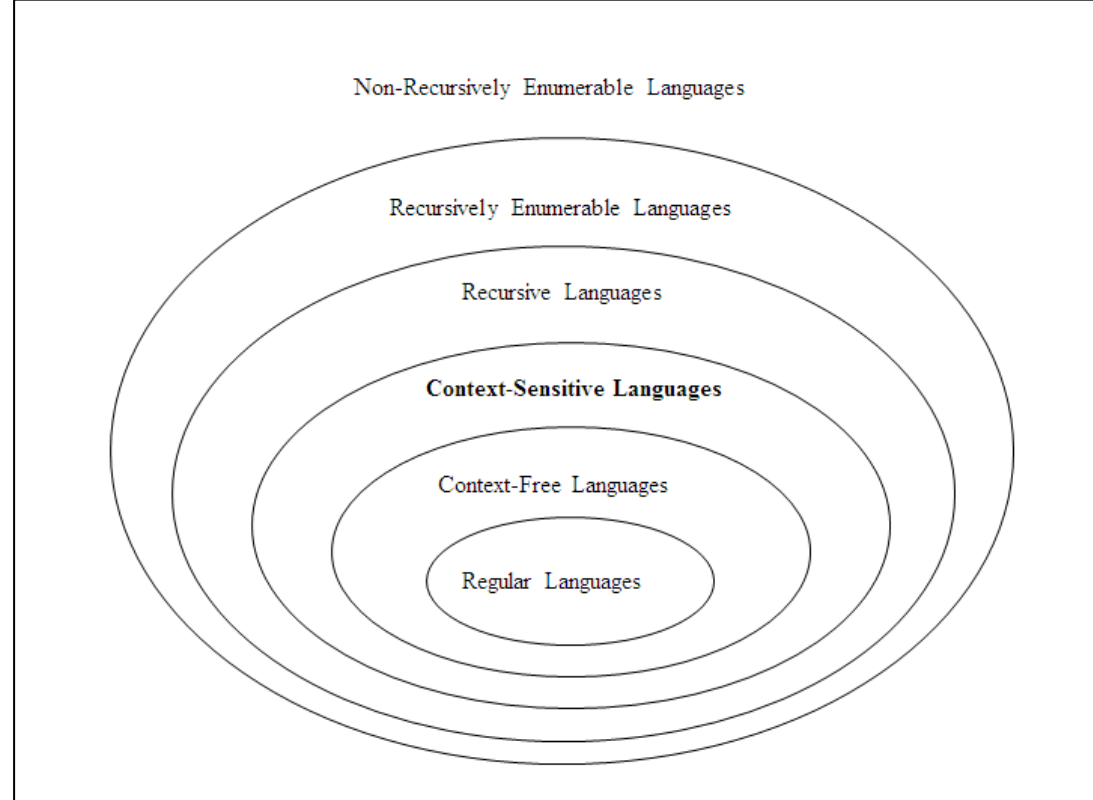 Non-Recursively Enumerable Languages
Recursively Enumerable Languages
Recursive Languages
Context-Sensitive Languages
Context-Free Languages
Regular Languages